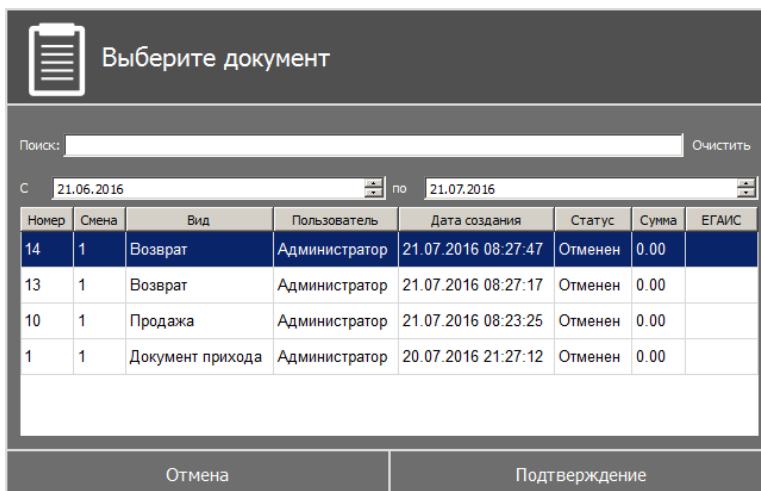 Выберите документ
Поиск: Очистить
С 21.06.2016 по 21.07.2016
Номер Смена Вид Пользователь Дата создания Статус Сумма ЕГАИС
14 1 Возврат Администратор 21.07.2016 08:27:47 Отменен 0.00
13 1 Возврат Администратор 21.07.2016 08:27:17 Отменен 0.00
10 1 Продажа Администратор 21.07.2016 08:23:25 Отменен 0.00
1 1 Документ прихода Администратор 20.07.2016 21:27:12 Отменен 0.00
Отмена Подтверждение